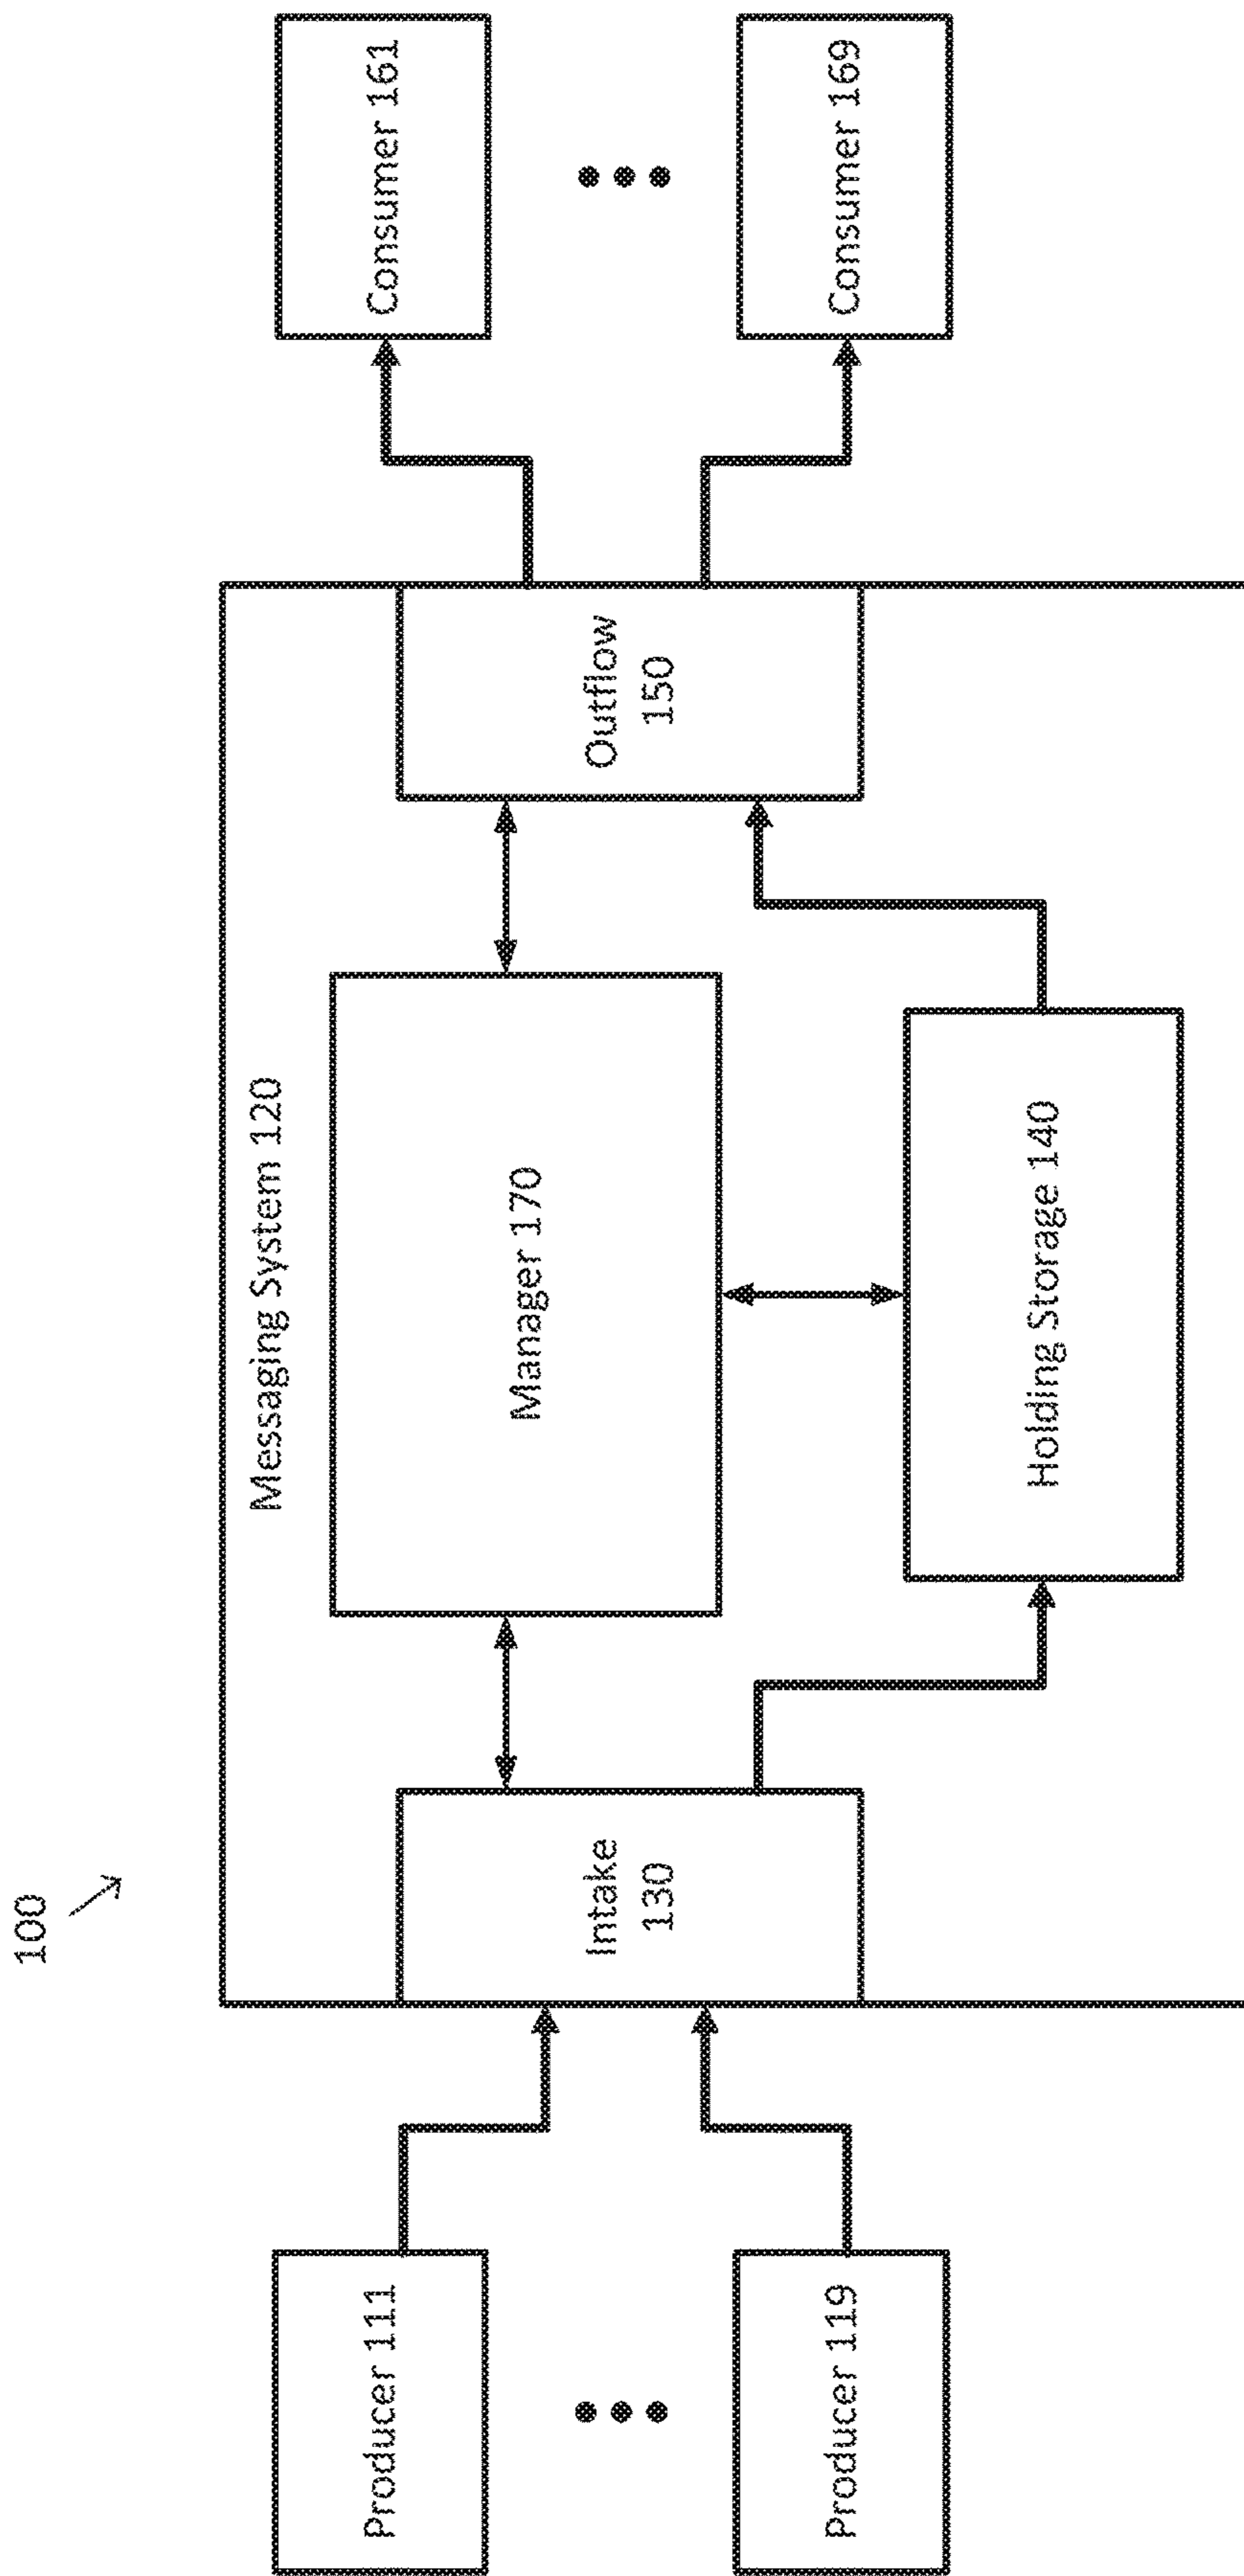 100
Messaging System 120
Producer 111
Producer 119
Intake
130
Manager 170
Holding Storage 140
Outflow
150
Consumer 161
Consumer 169